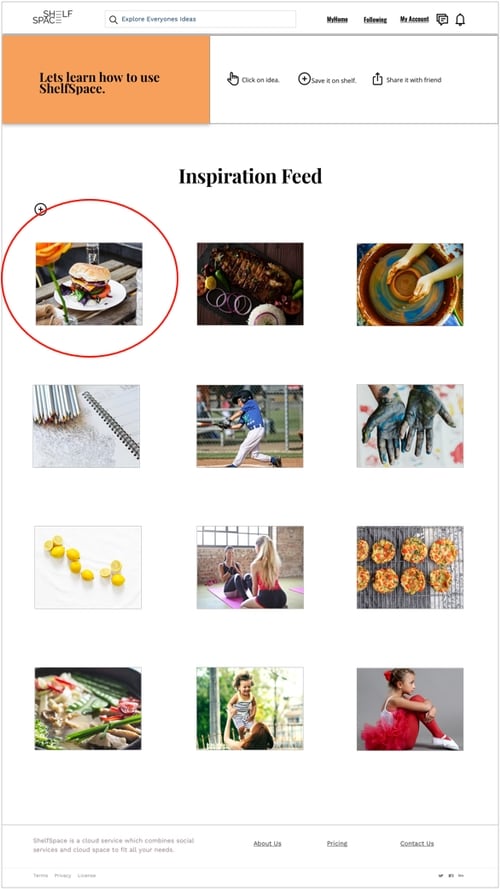 SHELF
SPACE
Explore Everyones Ideas
MyHome
Following
My Account
Lets learn how to use
ShelfSpace.
Click on idea.
Save it on shelf.
Share it with friend
Inspiration Feed
ShelfSpace is a cloud service which combines social
services and cloud space to fit all your needs.
About Us
Pricing
Contact Us
Terms
Privacy
License